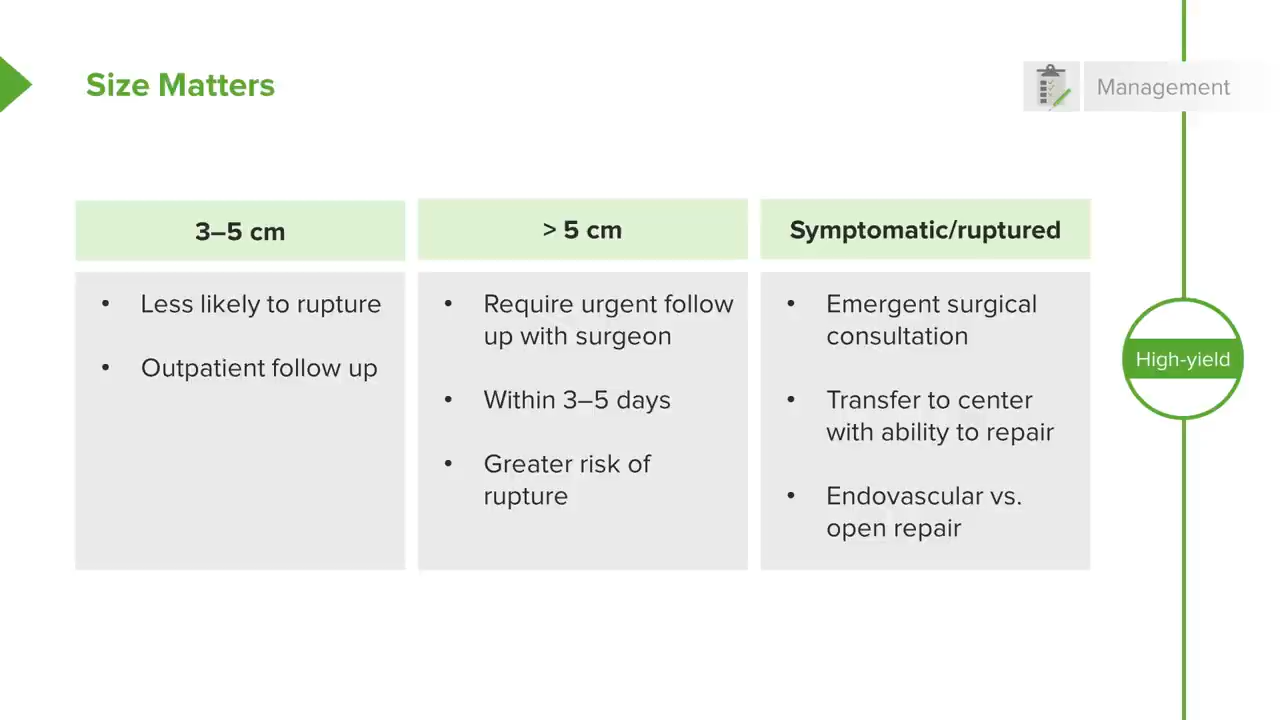 Size Matters
Management
3–5 cm
• Less likely to rupture
• Outpatient follow up
> 5 cm
• Require urgent follow
up with surgeon
• Within 3–5 days
• Greater risk of
rupture
Symptomatic/ruptured
• Emergent surgical
consultation
• Transfer to center
with ability to repair
• Endovascular vs.
open repair
High-yield